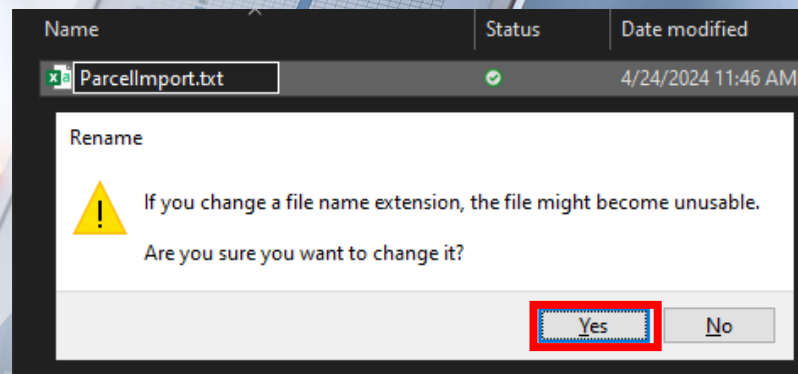 Name Status Date modified
ParcelImport.txt 4/24/2024 11:46 AM
Rename
If you change a file name extension, the file might become unusable.
Are you sure you want to change it?
Yes No